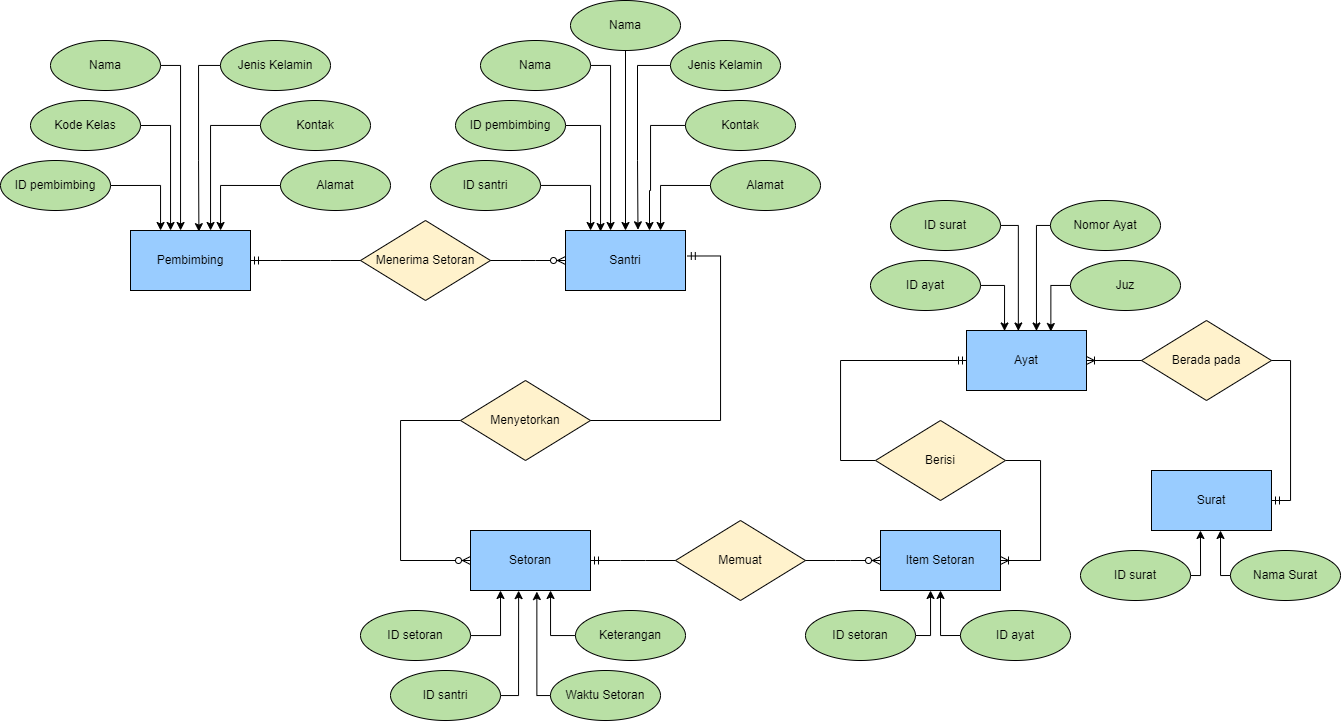 Nama
Nama
Jenis Kelamin
Nama
Jenis Kelamin
Kode Kelas
Kontak
ID pembimbing
Kontak
ID pembimbing
Alamat
ID santri
Alamat
Pembimbing
Menerima Setoran
Santri
ID surat
Nomor Ayat
ID ayat
Juz
Ayat
Berada pada
Menyetorkan
Berisi
Surat
Setoran
Memuat
Item Setoran
ID surat
Nama Surat
ID setoran
Keterangan
ID setoran
ID ayat
ID santri
Waktu Setoran